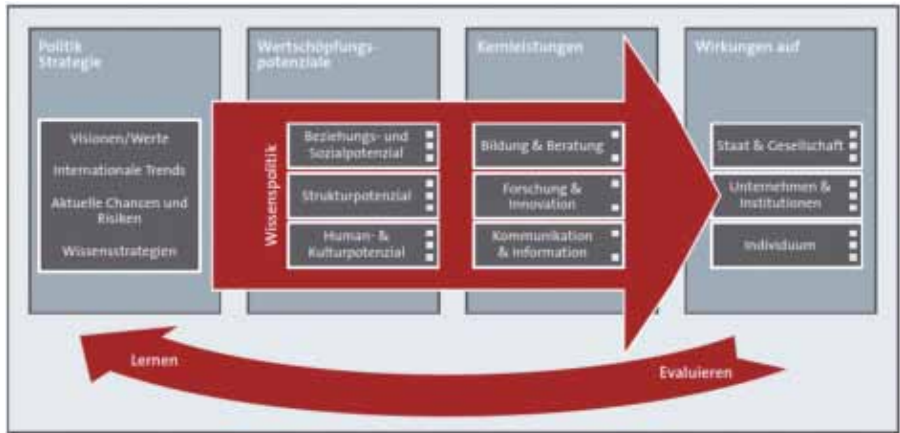 Politik
Strategie
Visionen/Werte
Internationale Trends
Aktuelle Chancen und
Risiken
Wissensstrategien
Wissenspolitik
Wertschöpfungs-
potenziale
Beziehungs- und
Sozialpotenzial
Strukturpotenzial
Human- &
Kulturpotenzial
Kernleistungen
Bildung & Beratung
Forschung &
Innovation
Kommunikation
& Information
Wirkungen auf
Staat & Gesellschaft
Unternehmen &
Institutionen
Individuum
Lernen
Evaluieren